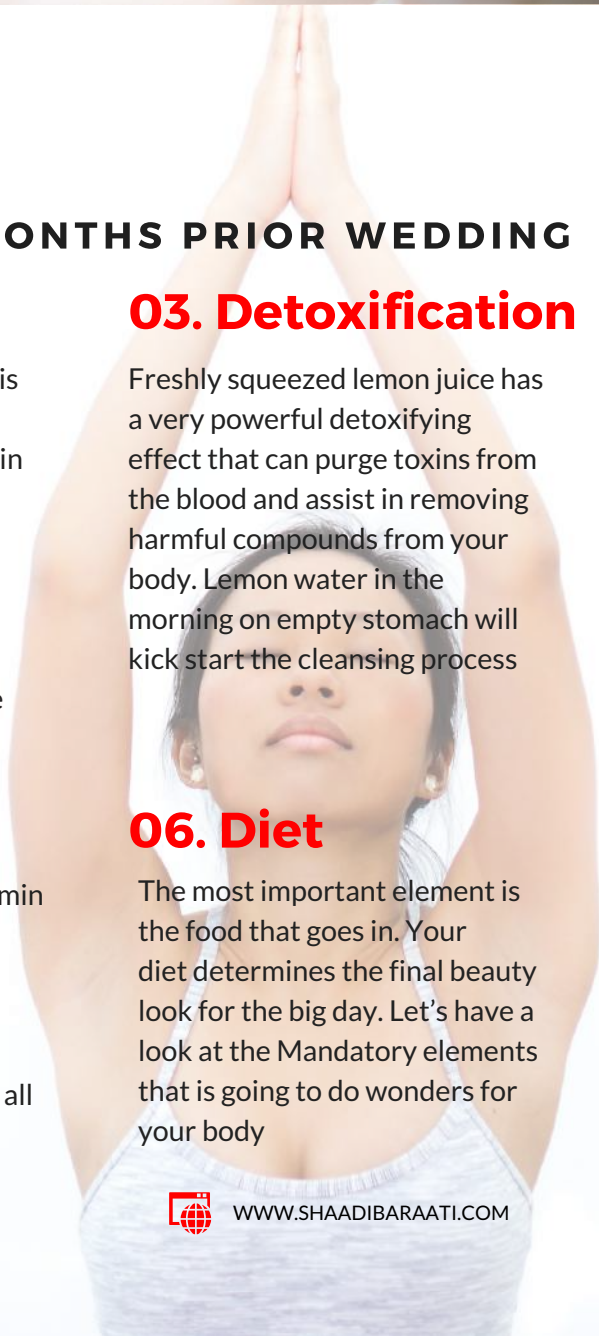 ONTHS PRIOR WEDDING
03. Detoxification
is
Freshly squeezed lemon juice has
a very powerful detoxifying
in
effect that can purge toxins from
the blood and assist in removing
harmful compounds from your
body. Lemon water in the
morning on empty stomach will
kick start the cleansing process
e
06. Diet
min
The most important element is
the food that goes in. Your
diet determines the final beauty
look for the big day. Let’s have a
look at the Mandatory elements
all
that is going to do wonders for
your body
WWW.SHAADIBARAATI.COM